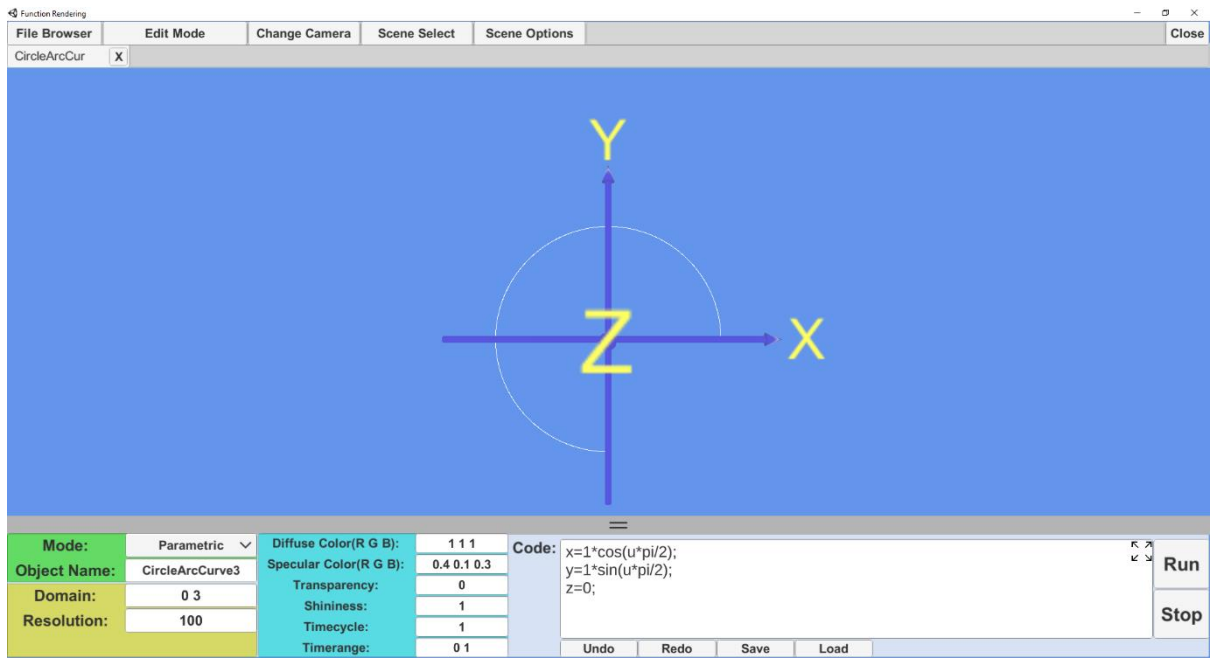 Function Rendering
File Browser Edit Mode Change Camera Scene Select Scene Options Close
CircleArcCur X
Y
Z
X
Mode: Parametric
Object Name: CircleArcCurve3
Domain: 0 3
Resolution: 100
Diffuse Color(R G B): 1 1 1
Specular Color(R G B): 0.4 0.1 0.3
Transparency: 0
Shininess: 1
Timecycle: 1
Timerange: 0 1
Code:
x=1*cos(u*pi/2);
y=1*sin(u*pi/2);
z=0;
Run
Stop
Undo Redo Save Load